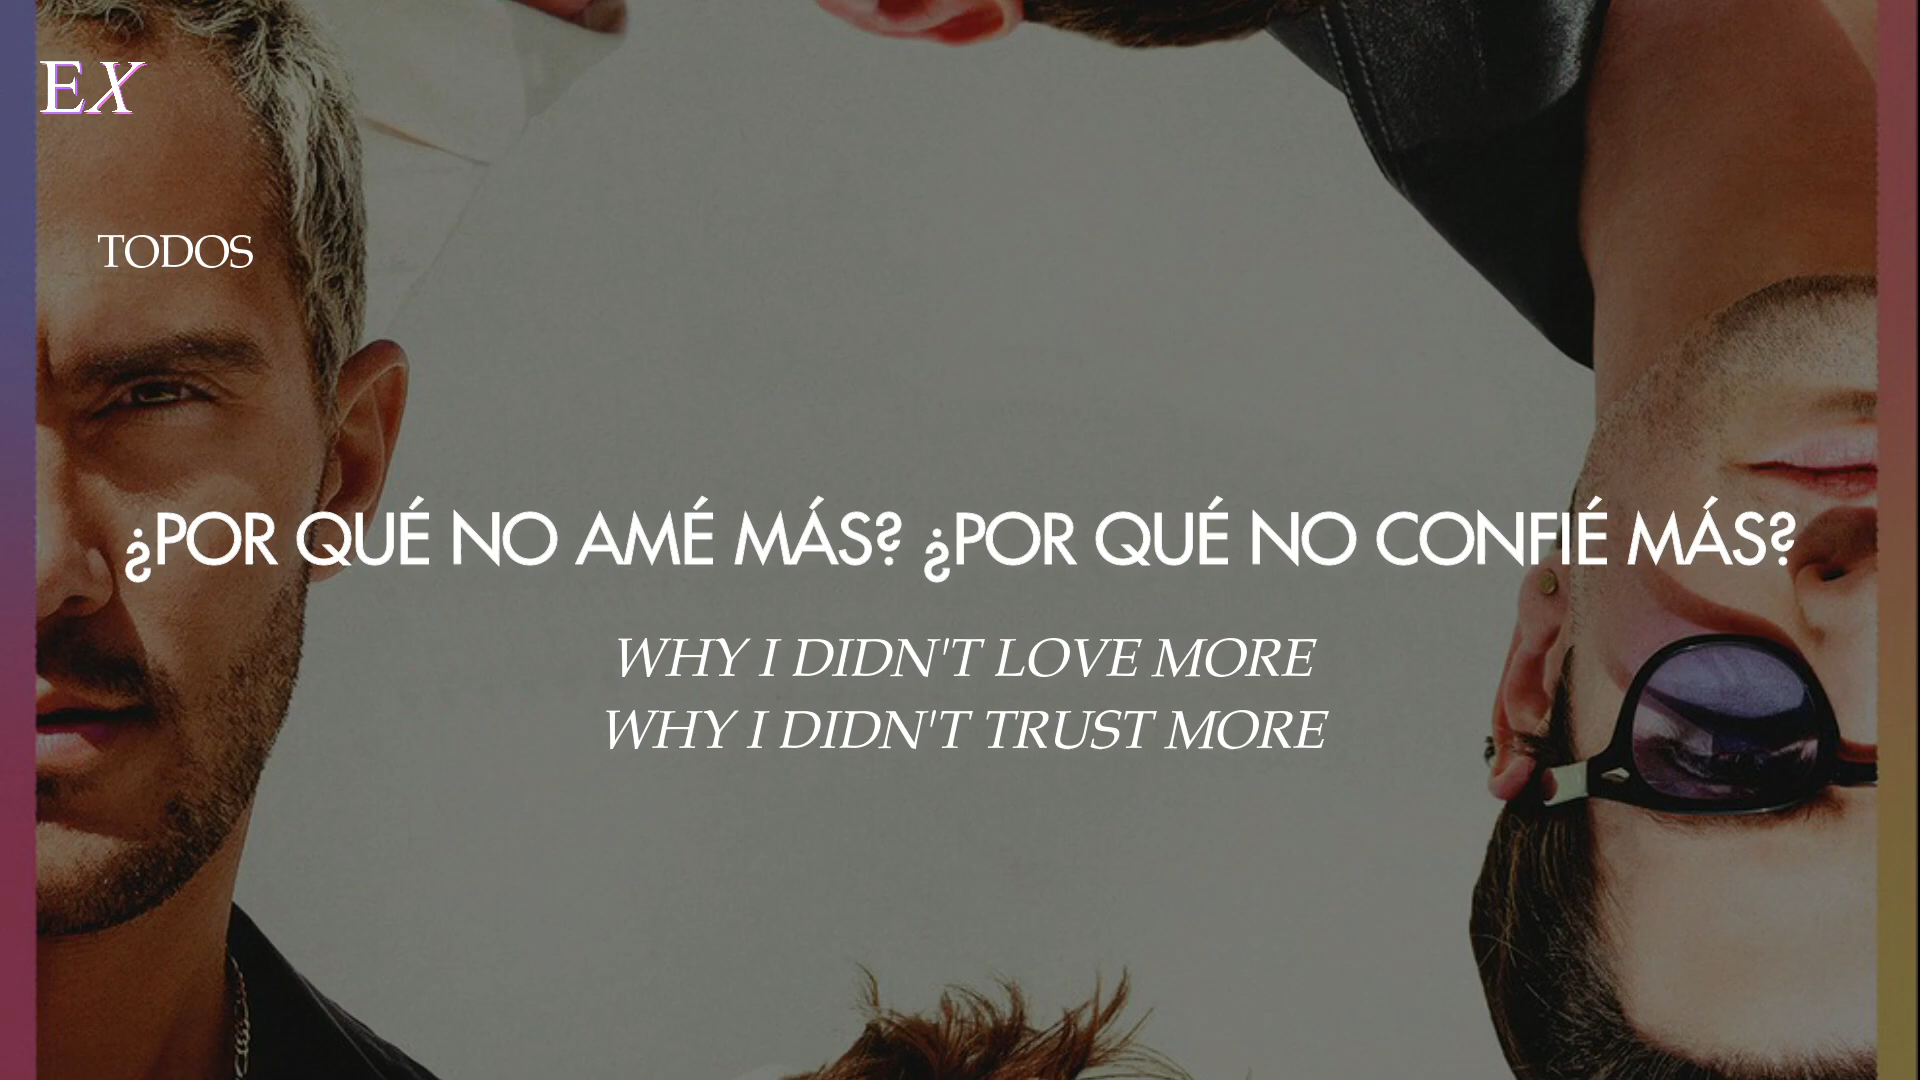 EX
TODOS
¿POR QUÉ NO AMÉ MÁS? ¿POR QUÉ NO CONFIÉ MÁS?
WHY I DIDN'T LOVE MORE
WHY I DIDN'T TRUST MORE